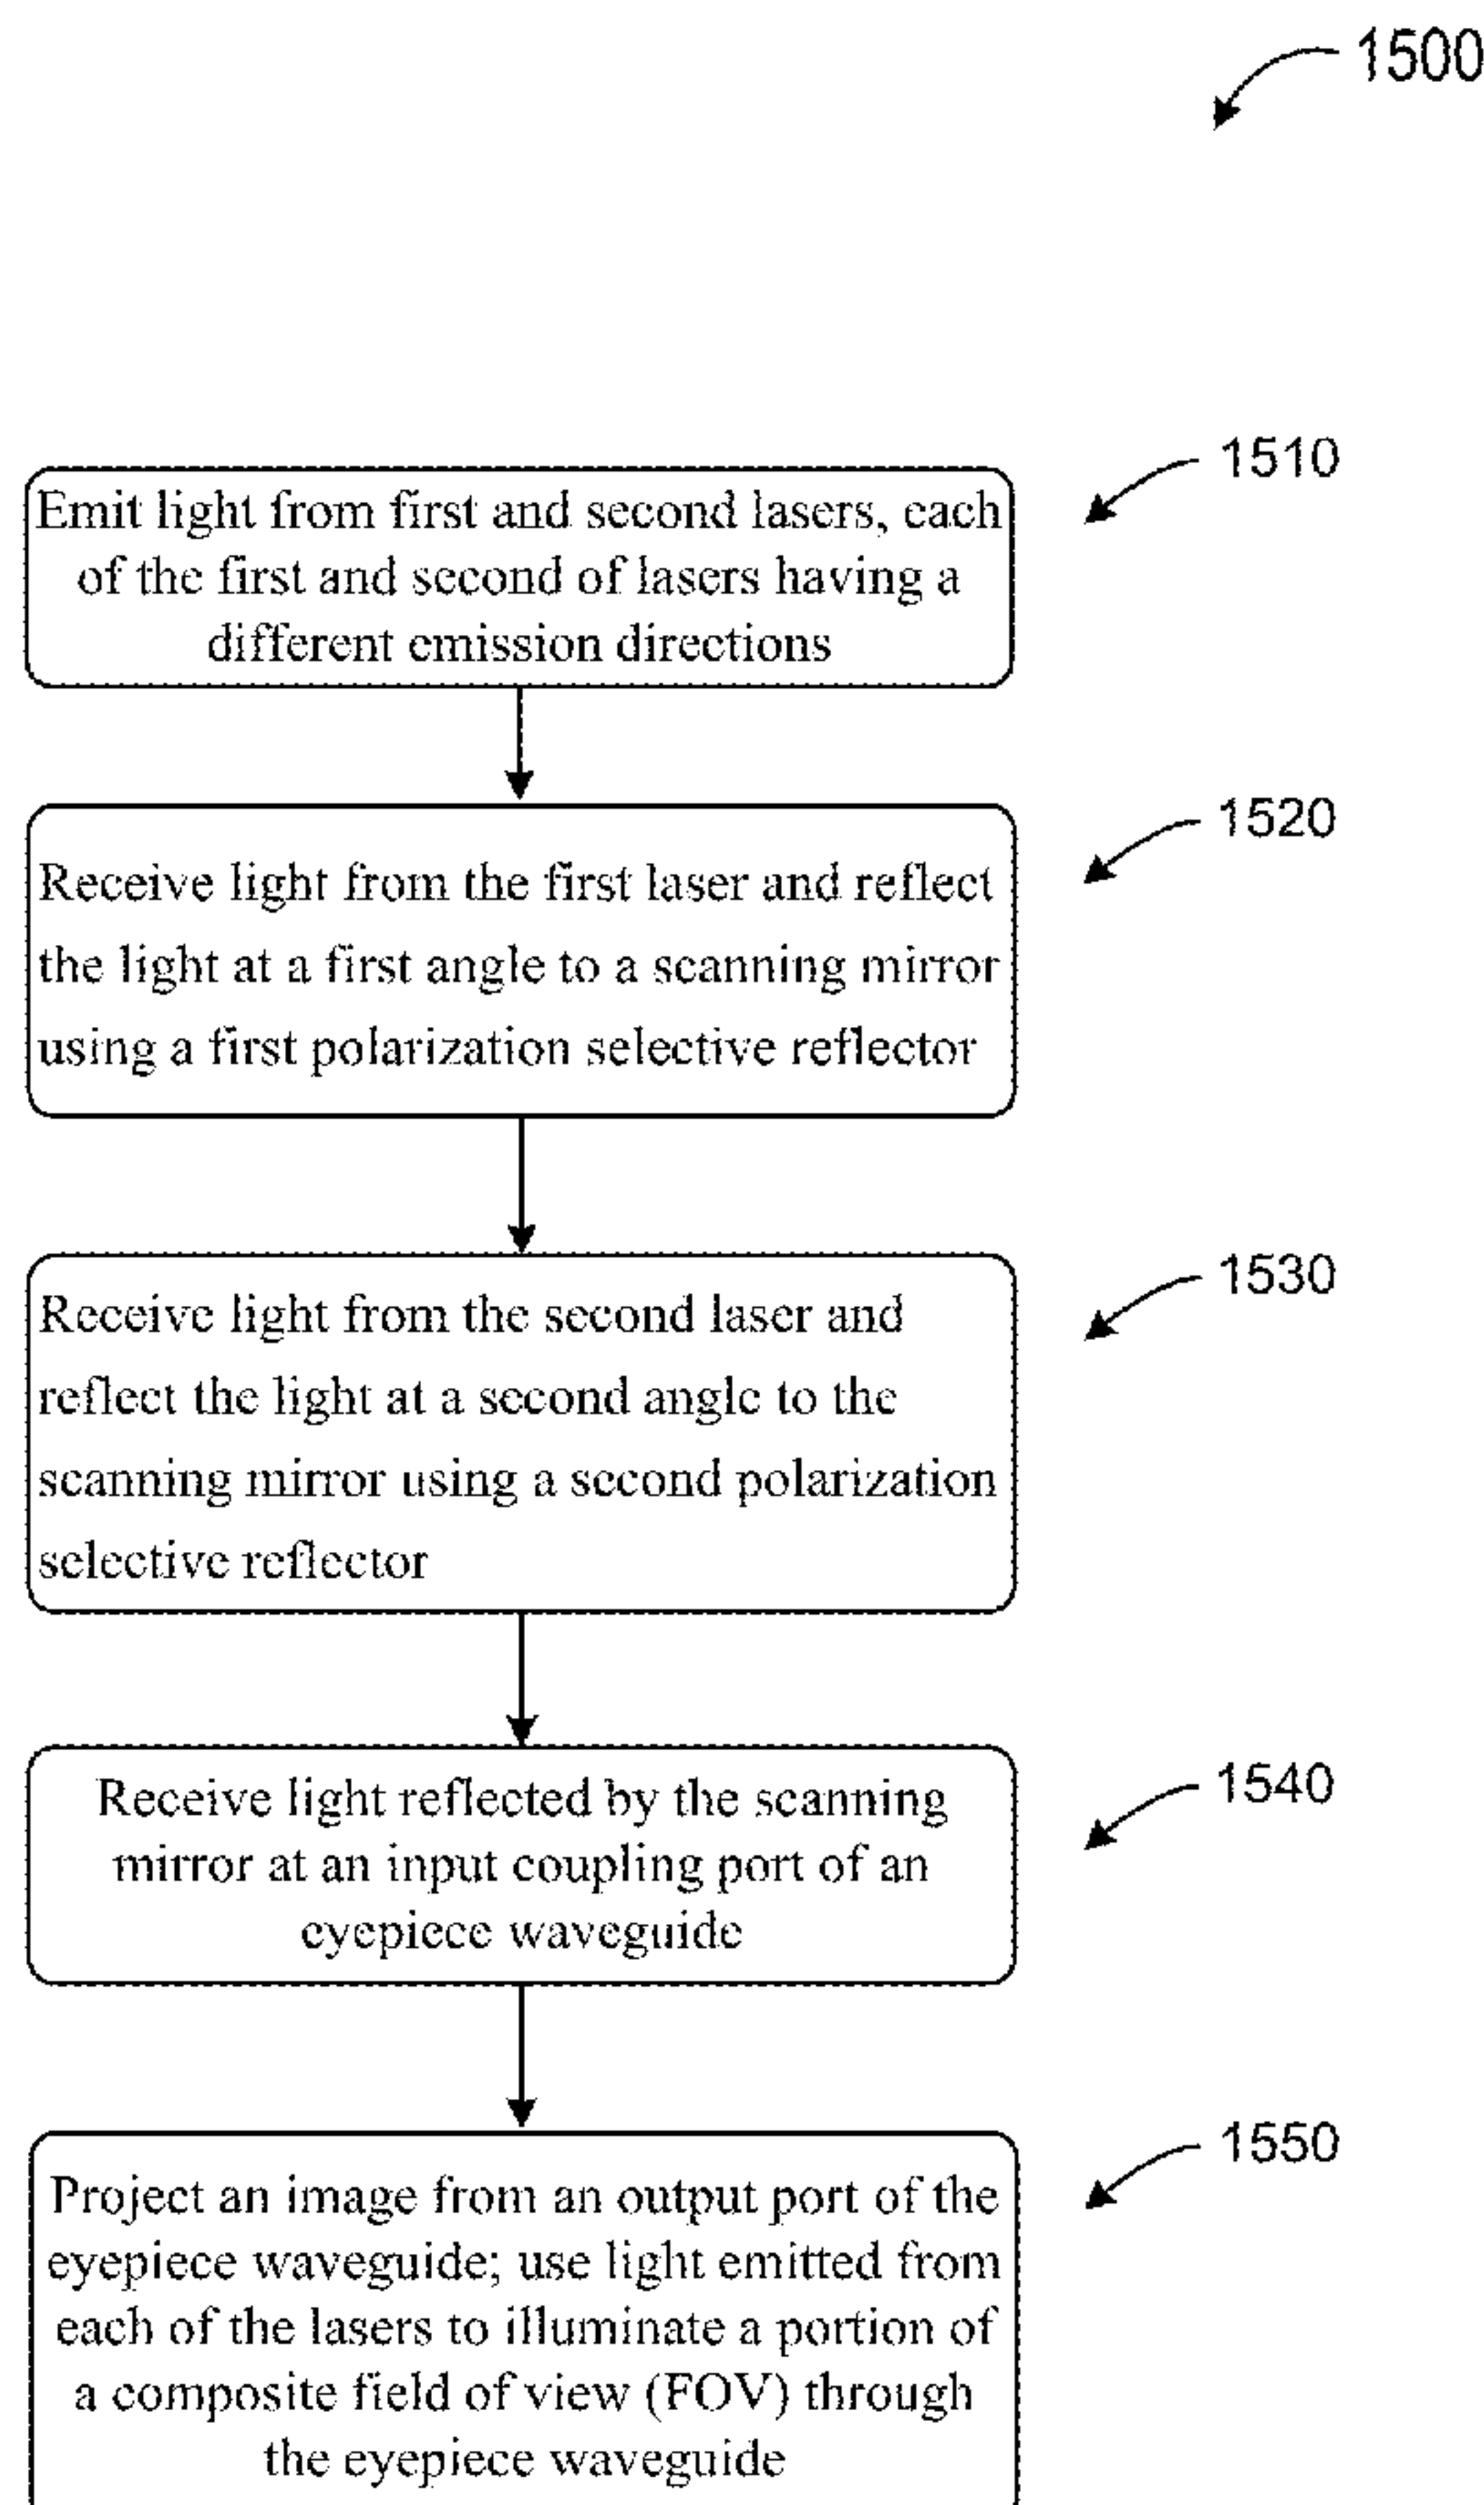 1500
1510
Emit light from first and second lasers, each
of the first and second of lasers having a
different emission directions
1520
Receive light from the first laser and reflect
the light at a first angle to a scanning mirror
using a first polarization selective reflector
1530
Receive light from the second laser and
reflect the light at a second angle to the
scanning mirror using a second polarization
selective reflector
1540
Receive light reflected by the scanning
mirror at an input coupling port of an
eyepiece waveguide
1550
Project an image from an output port of the
eyepiece waveguide; use light emitted from
each of the lasers to illuminate a portion of
a composite field of view (FOV) through
the eyepiece waveguide